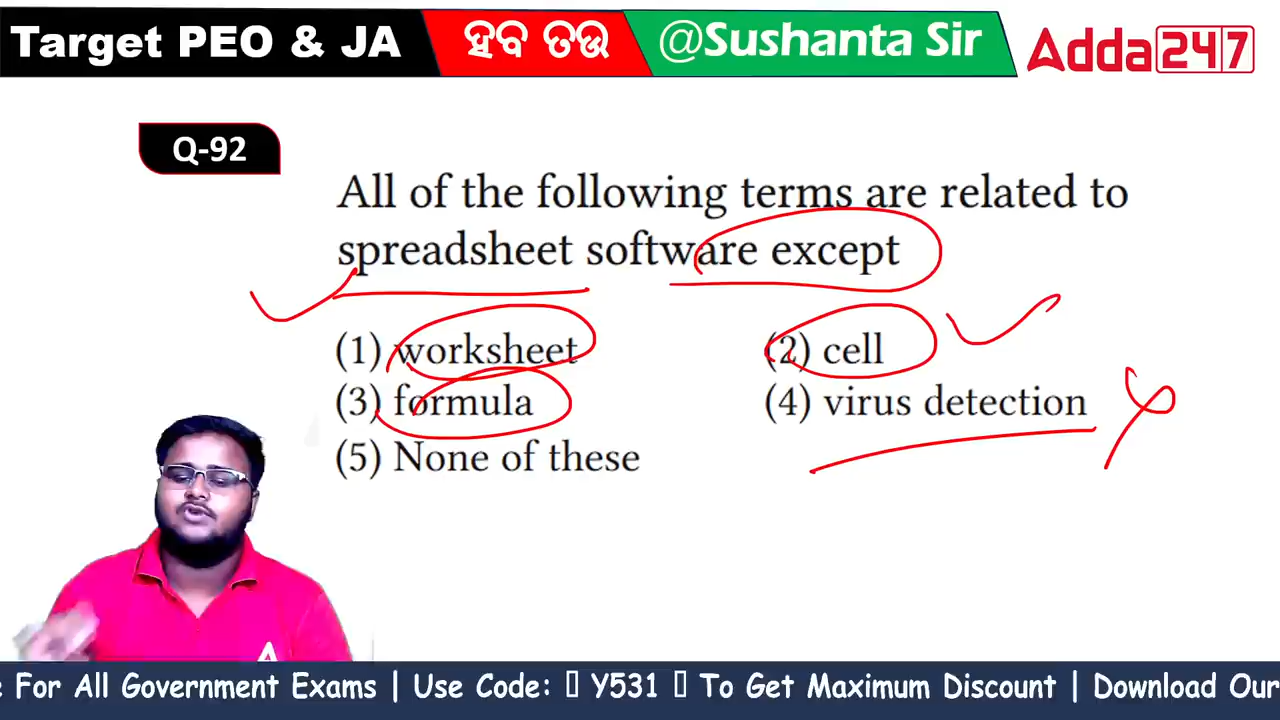 Target PEO & JA ହବ ତଉ @Sushanta Sir Adda247
Q-92
All of the following terms are related to
spreadsheet software except
(1) worksheet (2) cell
(3) formula (4) virus detection
(5) None of these
e For All Government Exams | Use Code: Y531 To Get Maximum Discount | Download Our